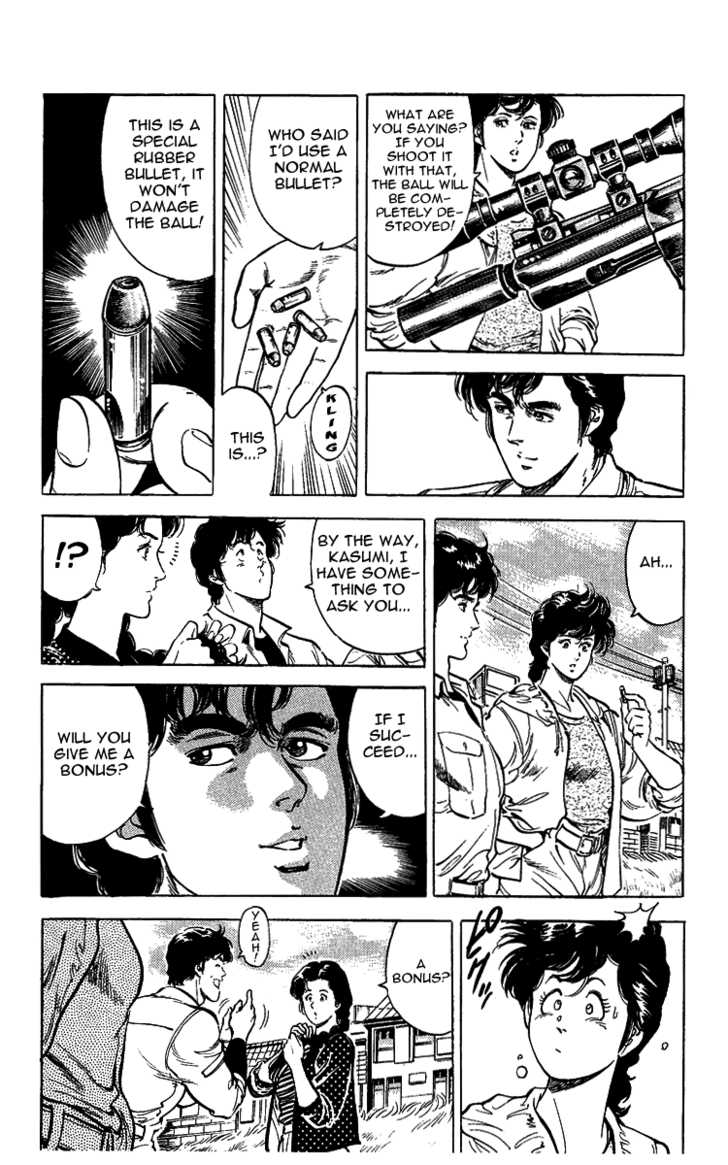 WHAT ARE
YOU SAYING?
IF YOU
SHOOT IT
WITH THAT,
THE BALL WILL
BE COM-
PLETELY DE-
STROYED!
WHO SAID
I'D USE A
NORMAL
BULLET?
KLING
THIS
IS...?
THIS IS A
SPECIAL
RUBBER
BULLET, IT
WON'T
DAMAGE
THE BALL!
AH...
BY THE WAY,
KASUMI, I
HAVE SOME-
THING TO
ASK YOU...
!?
IF I
SUC-
CEED...
WILL YOU
GIVE ME A
BONUS?
A
BONUS?
YEAH!